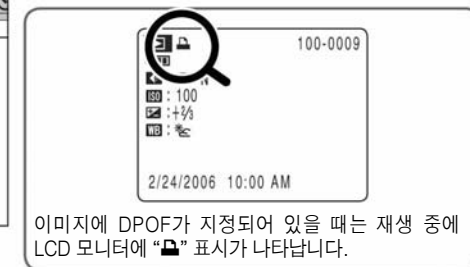 100-0009
ISO : 100
: +2/3
WB :
2/24/2006 10:00 AM
이미지에 DPOF가 지정되어 있을 때는 재생 중에
LCD 모니터에 “” 표시가 나타납니다.